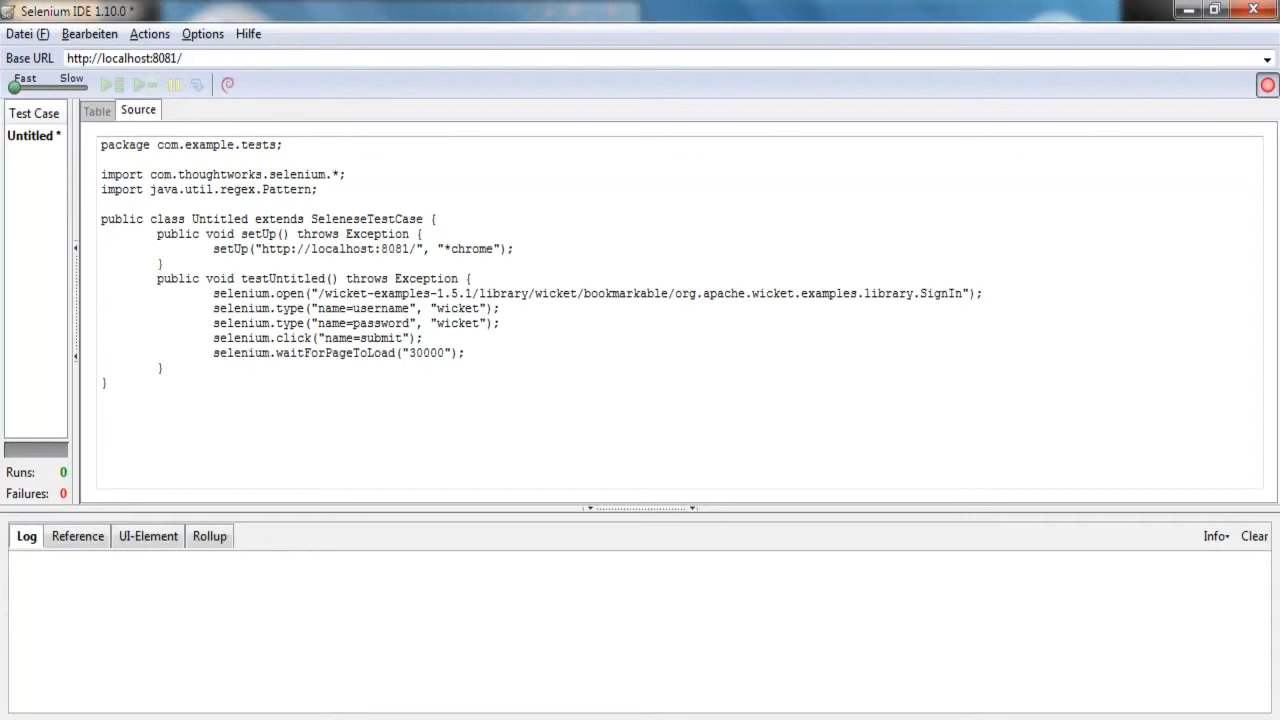 Selenium IDE 1.10.0 *
Datei (F) Bearbeiten Actions Options Hilfe
Base URL http://localhost:8081/
Fast Slow
Test Case
Table Source
Untitled *
package com.example.tests;
import com.thoughtworks.selenium.*;
import java.util.regex.Pattern;
public class Untitled extends SeleneseTestCase {
public void setUp() throws Exception {
setUp("http://localhost:8081/", "*chrome");
}
public void testUntitled() throws Exception {
selenium.open("/wicket-examples-1.5.1/library/wicket/bookmarkable/org.apache.wicket.examples.library.SignIn");
selenium.type("name=username", "wicket");
selenium.type("name=password", "wicket");
selenium.click("name=submit");
selenium.waitForPageToLoad("30000");
}
}
Runs: 0
Failures: 0
Log Reference UI-Element Rollup Info Clear